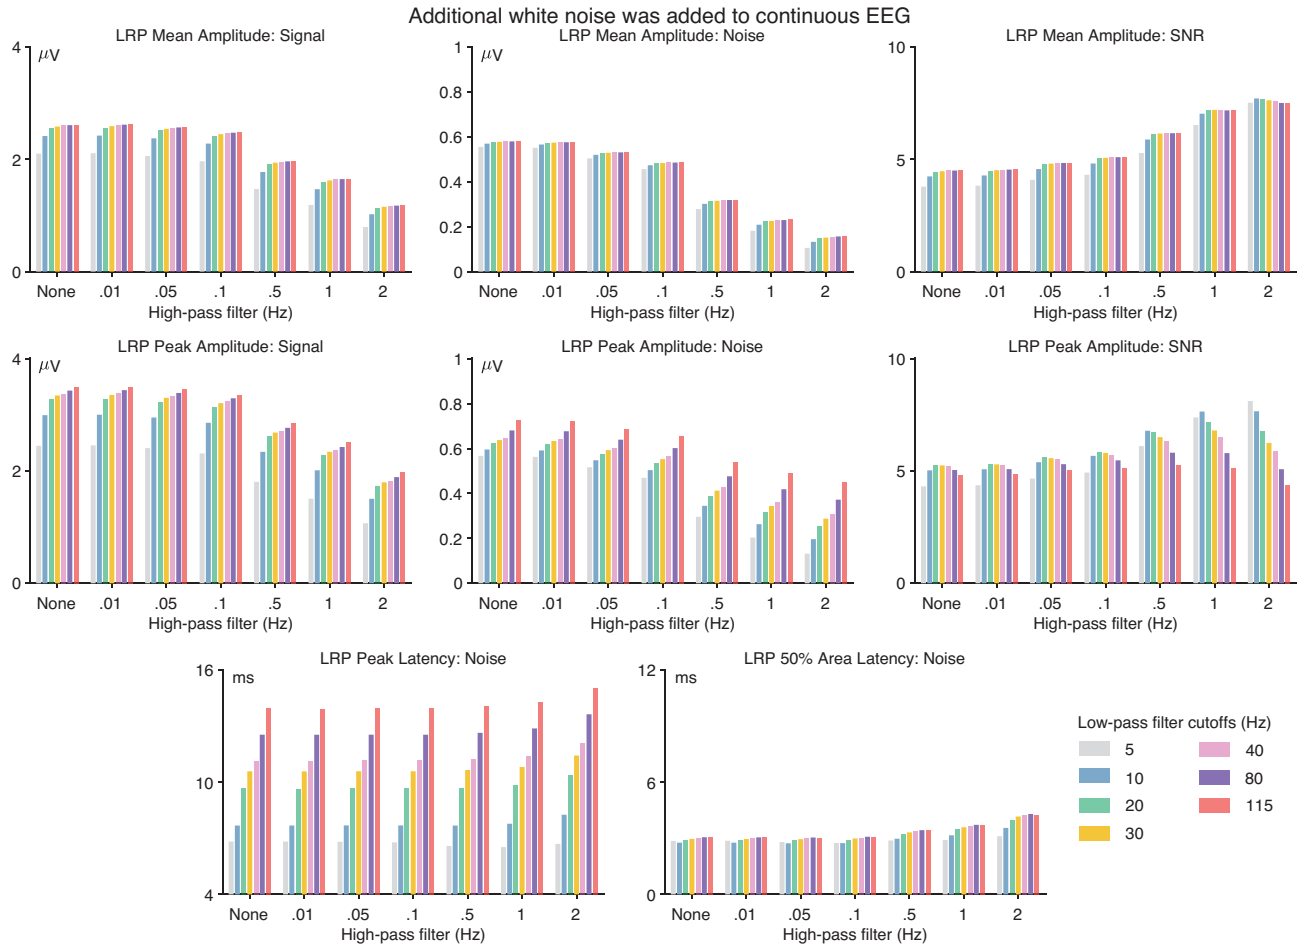 Additional white noise was added to continuous EEG
LRP Mean Amplitude: Signal
4
μV
2
0
None .01 .05 .1 .5 1 2
High-pass filter (Hz)
LRP Mean Amplitude: Noise
1
μV
0.8
0.6
0.4
0.2
0
None .01 .05 .1 .5 1 2
High-pass filter (Hz)
LRP Mean Amplitude: SNR
10
5
0
None .01 .05 .1 .5 1 2
High-pass filter (Hz)
LRP Peak Amplitude: Signal
4
μV
2
0
None .01 .05 .1 .5 1 2
High-pass filter (Hz)
LRP Peak Amplitude: Noise
1
μV
0.8
0.6
0.4
0.2
0
None .01 .05 .1 .5 1 2
High-pass filter (Hz)
LRP Peak Amplitude: SNR
10
5
0
None .01 .05 .1 .5 1 2
High-pass filter (Hz)
LRP Peak Latency: Noise
16
ms
10
4
None .01 .05 .1 .5 1 2
High-pass filter (Hz)
LRP 50% Area Latency: Noise
12
ms
6
0
None .01 .05 .1 .5 1 2
High-pass filter (Hz)
Low-pass filter cutoffs (Hz)
5 40
10 80
20 115
30